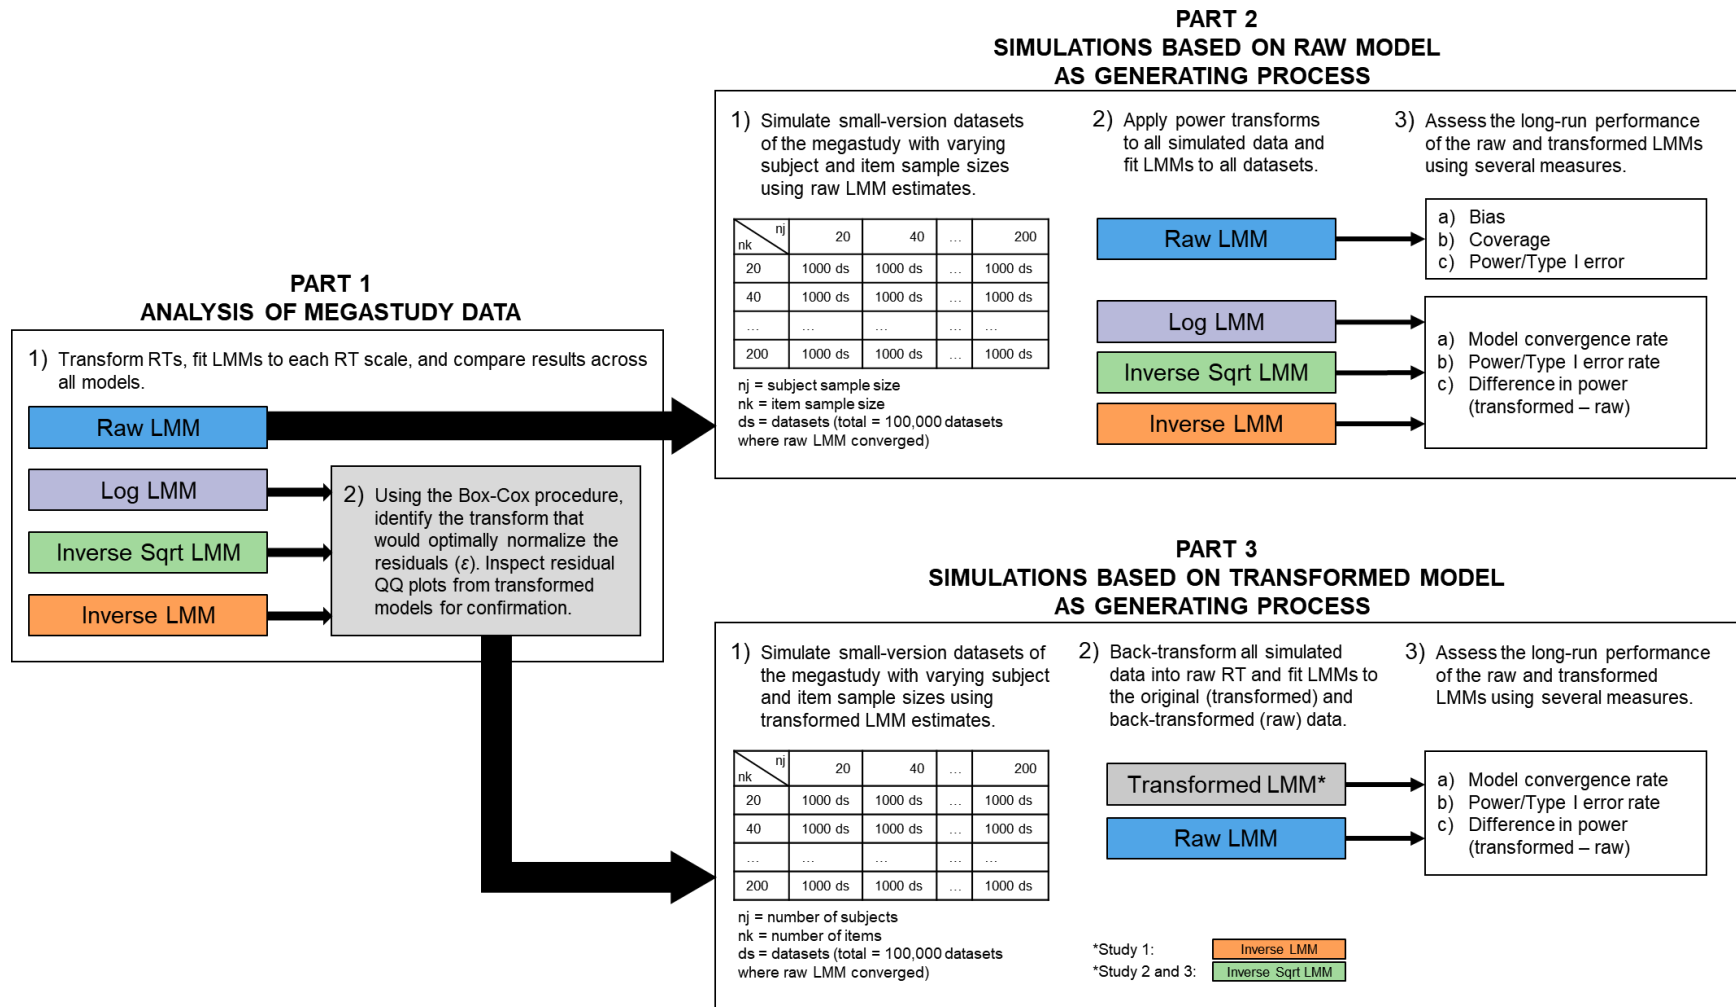 PART 1
ANALYSIS OF MEGASTUDY DATA
1) Transform RTs, fit LMMs to each RT scale, and compare results across
all models.
Raw LMM
Log LMM
Inverse Sqrt LMM
Inverse LMM
2) Using the Box-Cox procedure,
identify the transform that
would optimally normalize the
residuals (ε). Inspect residual
QQ plots from transformed
models for confirmation.
PART 2
SIMULATIONS BASED ON RAW MODEL
AS GENERATING PROCESS
1) Simulate small-version datasets
of the megastudy with varying
subject and item sample sizes
using raw LMM estimates.
nj
nk
20 40 ... 200
20 1000 ds 1000 ds ... 1000 ds
40 1000 ds 1000 ds ... 1000 ds
... ... ... ... ...
200 1000 ds 1000 ds ... 1000 ds
nj = subject sample size
nk = item sample size
ds = datasets (total = 100,000 datasets
where raw LMM converged)
2) Apply power transforms
to all simulated data and
fit LMMs to all datasets.
Raw LMM
Log LMM
Inverse Sqrt LMM
Inverse LMM
3) Assess the long-run performance
of the raw and transformed LMMs
using several measures.
a) Bias
b) Coverage
c) Power/Type I error
a) Model convergence rate
b) Power/Type I error rate
c) Difference in power
(transformed – raw)
PART 3
SIMULATIONS BASED ON TRANSFORMED MODEL
AS GENERATING PROCESS
1) Simulate small-version datasets of
the megastudy with varying subject
and item sample sizes using
transformed LMM estimates.
nj
nk
20 40 ... 200
20 1000 ds 1000 ds ... 1000 ds
40 1000 ds 1000 ds ... 1000 ds
... ... ... ... ...
200 1000 ds 1000 ds ... 1000 ds
nj = number of subjects
nk = number of items
ds = datasets (total = 100,000 datasets
where raw LMM converged)
2) Back-transform all simulated
data into raw RT and fit LMMs to
the original (transformed) and
back-transformed (raw) data.
Transformed LMM*
Raw LMM
*Study 1: Inverse LMM
*Study 2 and 3: Inverse Sqrt LMM
3) Assess the long-run performance
of the raw and transformed
LMMs using several measures.
a) Model convergence rate
b) Power/Type I error rate
c) Difference in power
(transformed – raw)